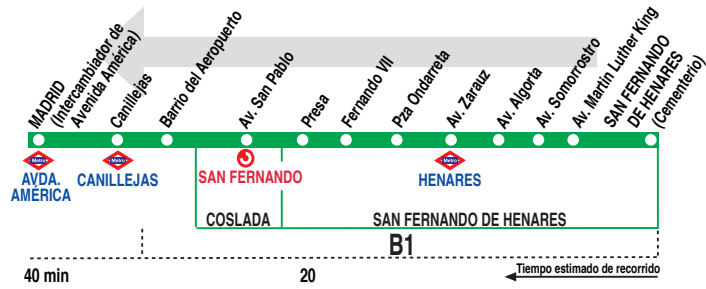 MADRID
(Intercambiador de
Avenida América)
Canillejas
Barrio del Aeropuerto
Av. San Pablo
Presa
Fernando VII
Pza Ondarreta
Av. Zarauz
Av. Algorta
Av. Somorrostro
Av. Martin Luther King
SAN FERNANDO
DE HENARES
(Cementerio)
Metro
Metro
Metro
AVDA.
AMÉRICA
CANILLEJAS
SAN FERNANDO
HENARES
COSLADA
SAN FERNANDO DE HENARES
B1
40 min
20
Tiempo estimado de recorrido